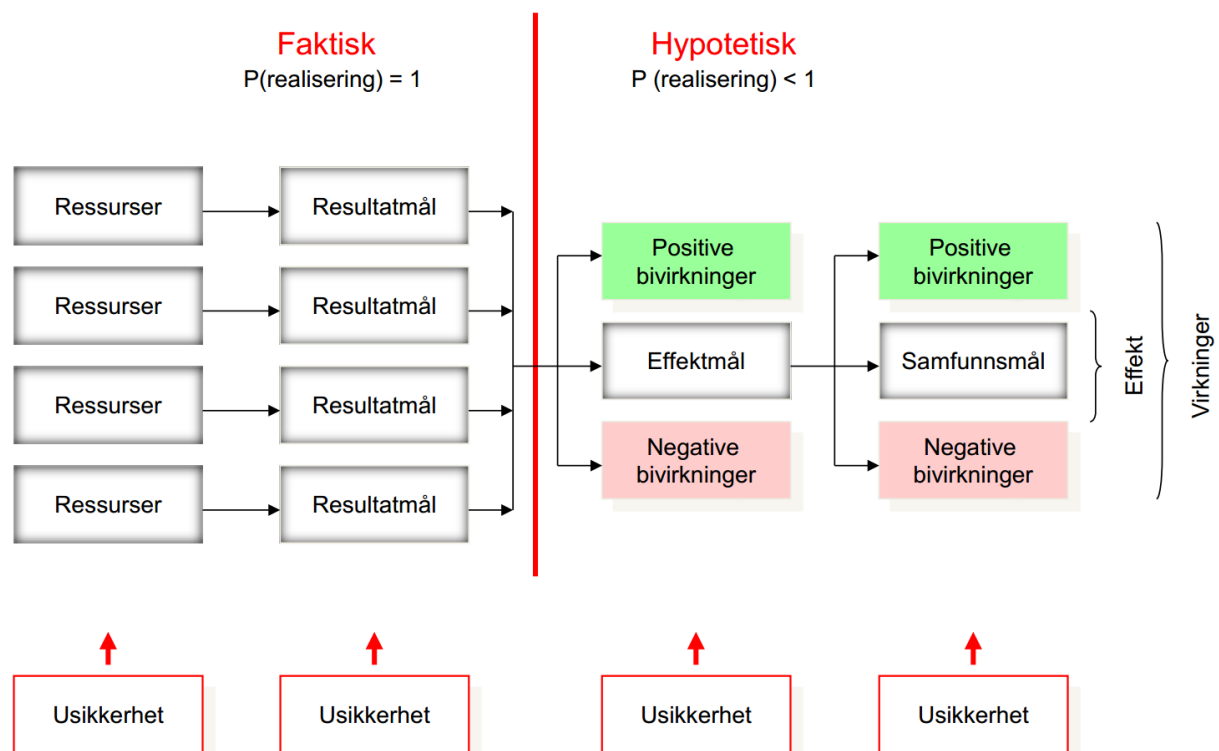 Faktisk
P(realisering) = 1
Hypotetisk
P (realisering) < 1
Ressurser
Resultatmål
Ressurser
Resultatmål
Ressurser
Resultatmål
Ressurser
Resultatmål
Positive
bivirkninger
Positive
bivirkninger
Effektmål
Samfunnsmål
Negative
bivirkninger
Negative
bivirkninger
Effekt
Virkninger
Usikkerhet
Usikkerhet
Usikkerhet
Usikkerhet